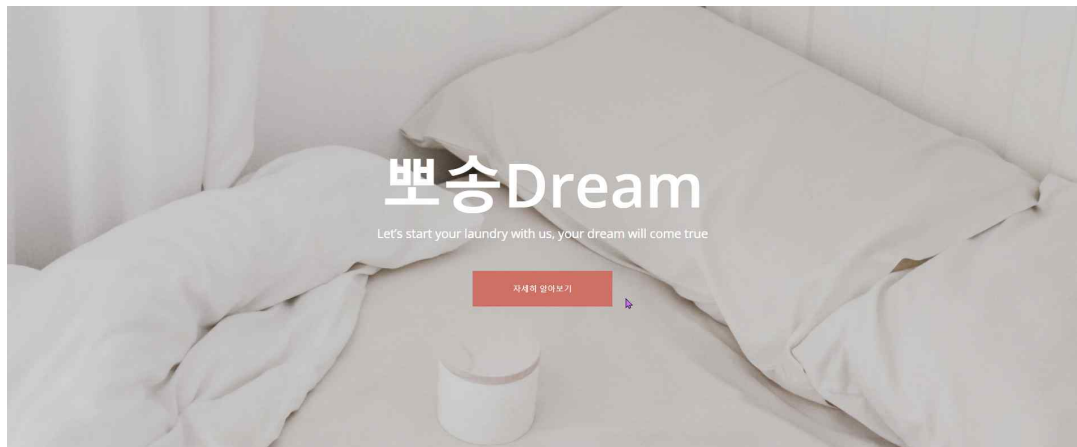 뽀송Dream
Let's start your laundry with us, your dream will come true
자세히 알아보기